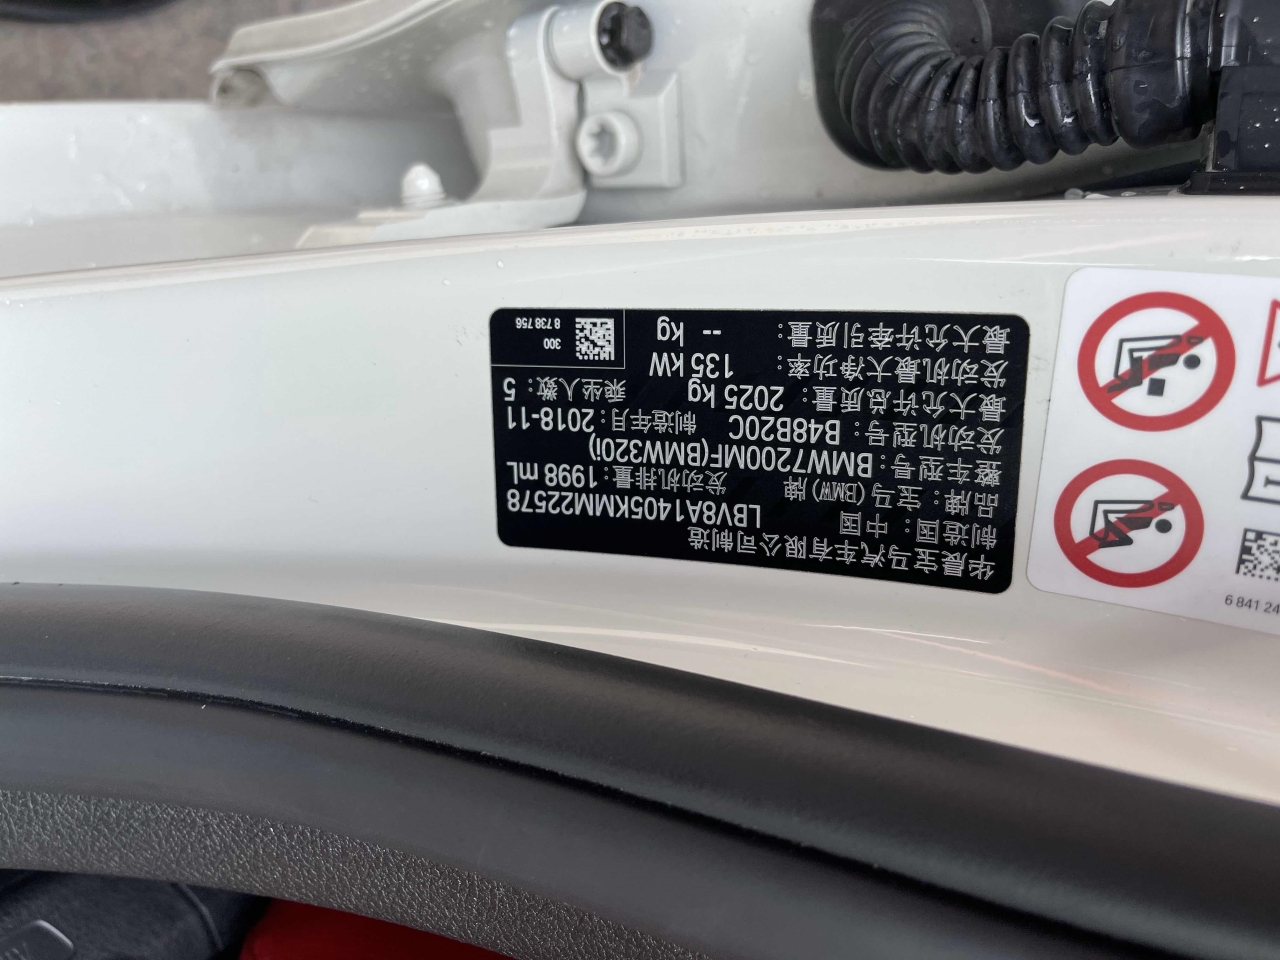 华晨宝马汽车有限公司制造
制造国：中国 LBV8A1405KMM22578
品牌：宝马(BMW)牌 发动机排量：1998 mL
整车型号：BMW7200MF(BMW320i)
发动机型号：B48B20C 制造年月：2018-11
最大允许总质量：2025 kg 乘坐人数：5
发动机最大净功率：135 kW
最大允许牵引质量：-- kg
300
8 738 756
6 841 24